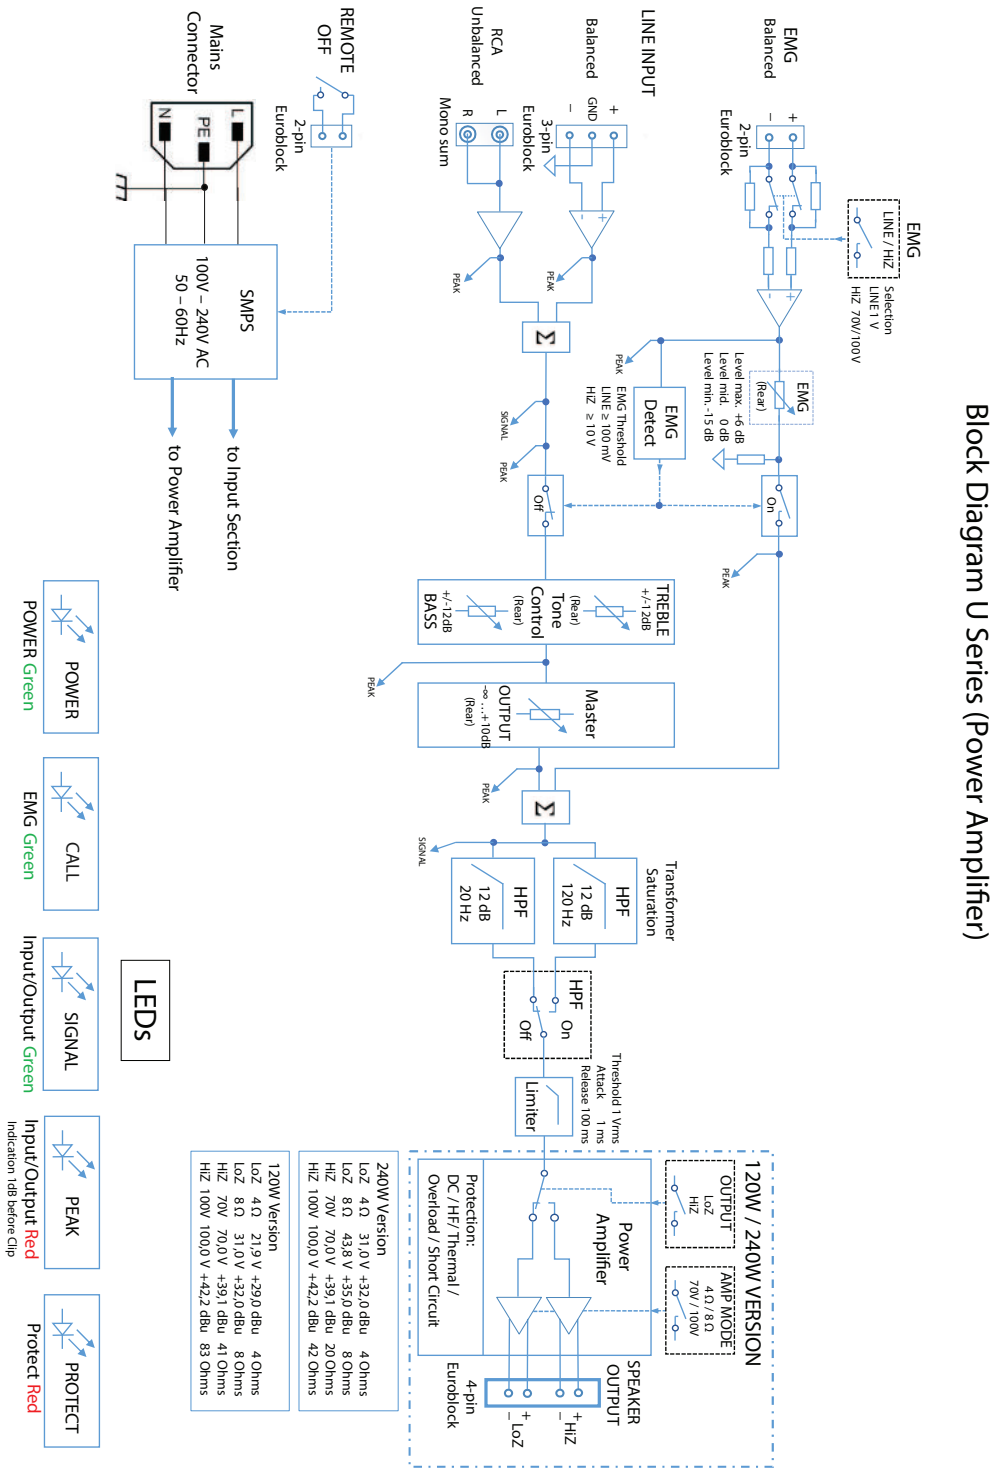 Block Diagram U Series (Power Amplifier)
EMG
Balanced
+
−
2-pin
Euroblock
EMG
LINE / HiZ
Selection
LINE 1 V
HiZ 70V/100V
+
-
EMG
(Rear)
Level max. +6 dB
Level mid. 0 dB
Level min. -15 dB
PEAK
EMG
Detect
EMG Threshold
LINE ≥ 100 mV
HiZ ≥ 10 V
On
PEAK
LINE INPUT
Balanced
+
GND
−
3-pin
Euroblock
+
-
PEAK
RCA
Unbalanced
L
R
Mono sum
PEAK
Σ
SIGNAL
PEAK
Off
TREBLE
+/-12dB
(Rear)
Tone
Control
(Rear)
+/-12dB
BASS
PEAK
Master
OUTPUT
-∞ ...+10dB
(Rear)
PEAK
Σ
SIGNAL
Transformer
Saturation
HPF
12 dB
120 Hz
HPF
12 dB
20 Hz
HPF
On
Off
Threshold 1 Vrms
Attack 1 ms
Release 100 ms
Limiter
120W / 240W VERSION
OUTPUT
LoZ
HiZ
AMP MODE
4 Ω / 8 Ω
70V / 100V
Power
Amplifier
Protection:
DC / HF/ Thermal /
Overload / Short Circuit
SPEAKER
OUTPUT
+
− HiZ
+
− LoZ
4-pin
Euroblock
240W Version
LoZ 4 Ω 31,0 V +32,0 dBu 4 Ohms
LoZ 8 Ω 43,8 V +35,0 dBu 8 Ohms
HiZ 70V 70,0 V +39,1 dBu 20 Ohms
HiZ 100V 100,0 V +42,2 dBu 42 Ohms
120W Version
LoZ 4 Ω 21,9 V +29,0 dBu 4 Ohms
LoZ 8 Ω 31,0 V +32,0 dBu 8 Ohms
HiZ 70V 70,0 V +39,1 dBu 41 Ohms
HiZ 100V 100,0 V +42,2 dBu 83 Ohms
REMOTE
OFF
2-pin
Euroblock
Mains
Connector
L
PE
N
SMPS
100V – 240V AC
50 – 60Hz
to Input Section
to Power Amplifier
LEDs
POWER
POWER Green
CALL
EMG Green
SIGNAL
Input/Output Green
PEAK
Input/Output Red
Indication 1dB before Clip
PROTECT
Protect Red